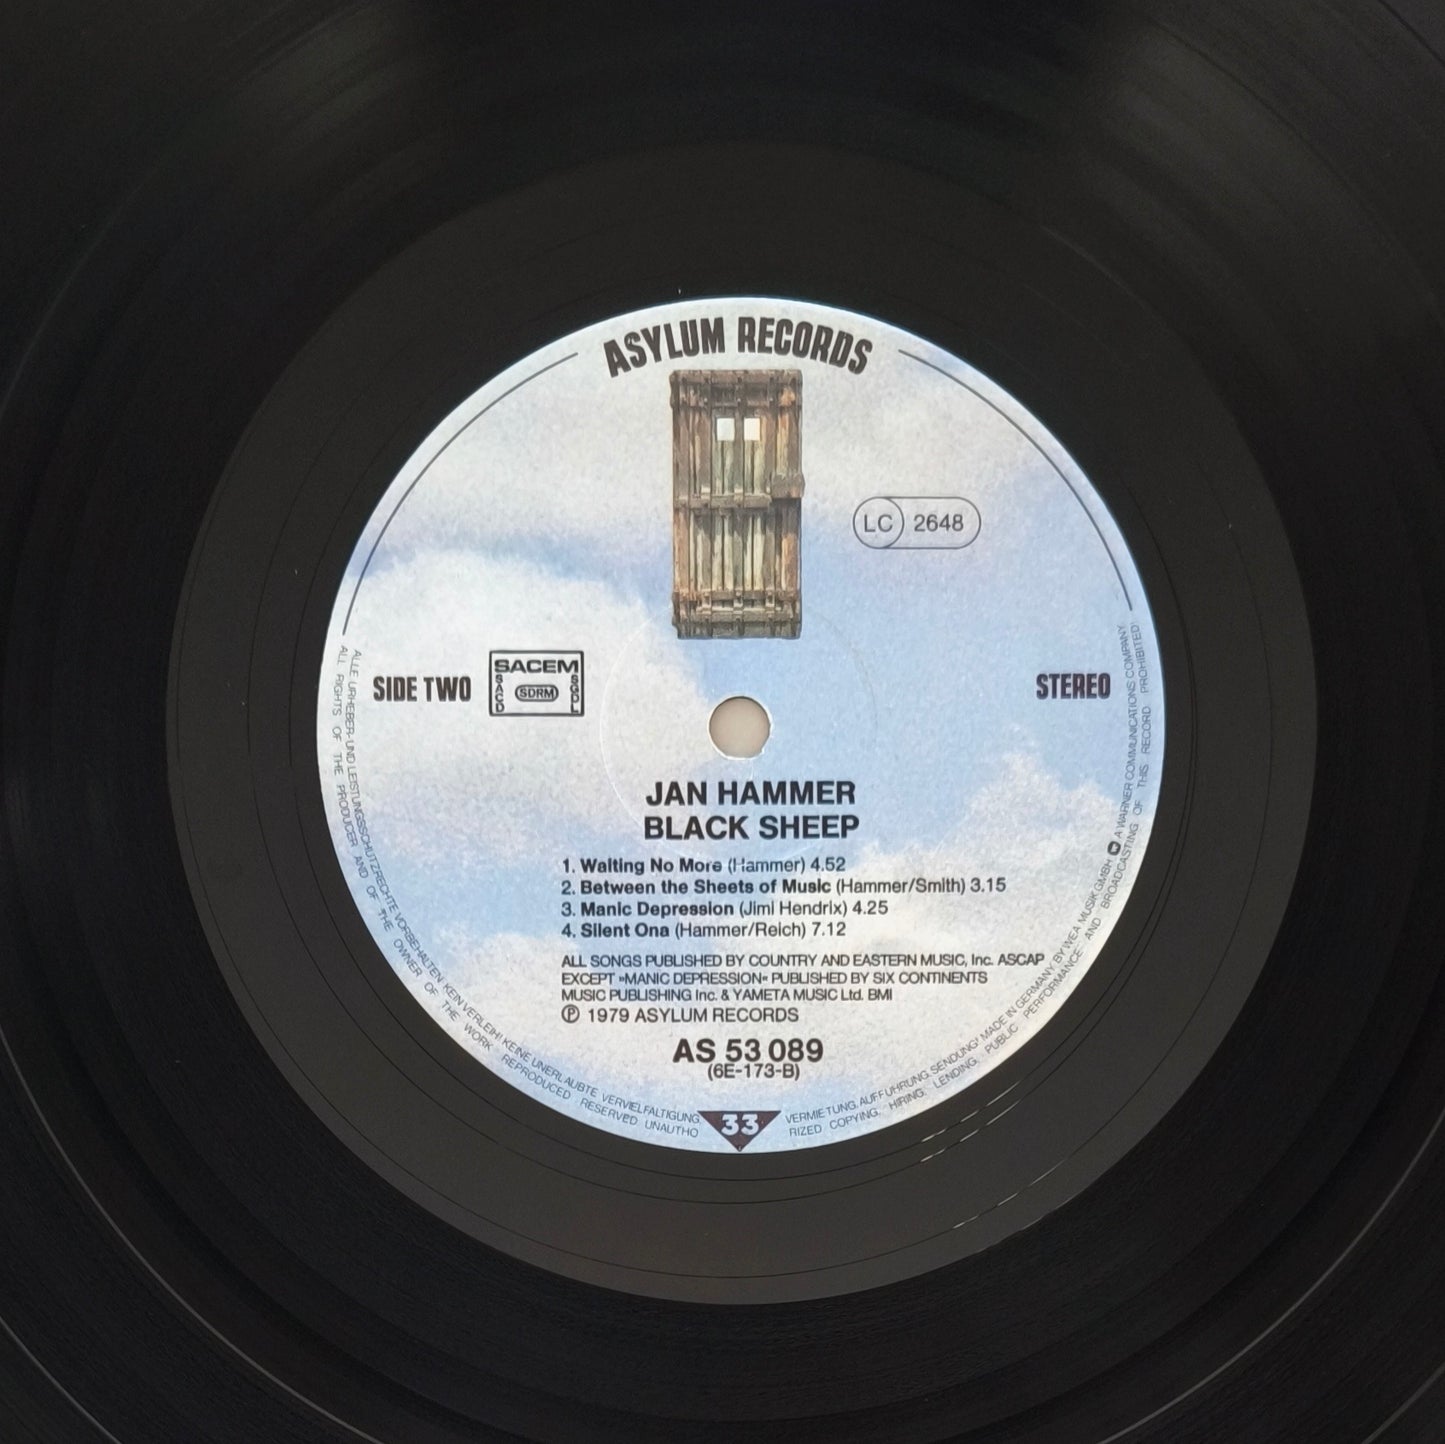 ASYLUM RECORDS
LC 2648
SIDE TWO
SACEM
SACD
SDRM
SGDL
STEREO
JAN HAMMER
BLACK SHEEP
1. Waiting No More (Hammer) 4.52
2. Between the Sheets of Music (Hammer/Smith) 3.15
3. Manic Depression (Jimi Hendrix) 4.25
4. Silent Ona (Hammer/Reich) 7.12
ALL SONGS PUBLISHED BY COUNTRY AND EASTERN MUSIC, Inc. ASCAP
EXCEPT »MANIC DEPRESSION« PUBLISHED BY SIX CONTINENTS
MUSIC PUBLISHING Inc. & YAMETA MUSIC Ltd. BMI
℗ 1979 ASYLUM RECORDS
AS 53 089
(6E-173-B)
33
ALLE URHEBER- UND LEISTUNGSSCHUTZRECHTE VORBEHALTEN. KEIN VERLEIH! KEINE UNERLAUBTE VERVIELFÄLTIGUNG, VERMIETUNG, AUFFÜHRUNG, SENDUNG! MADE IN GERMANY BY WEA MUSIK GMBH A WARNER COMMUNICATIONS COMPANY
ALL RIGHTS OF THE PRODUCER AND OF THE OWNER OF THE WORK REPRODUCED RESERVED UNAUTHO RIZED COPYING, HIRING, LENDING, PUBLIC PERFORMANCE AND BROADCASTING OF THIS RECORD PROHIBITED